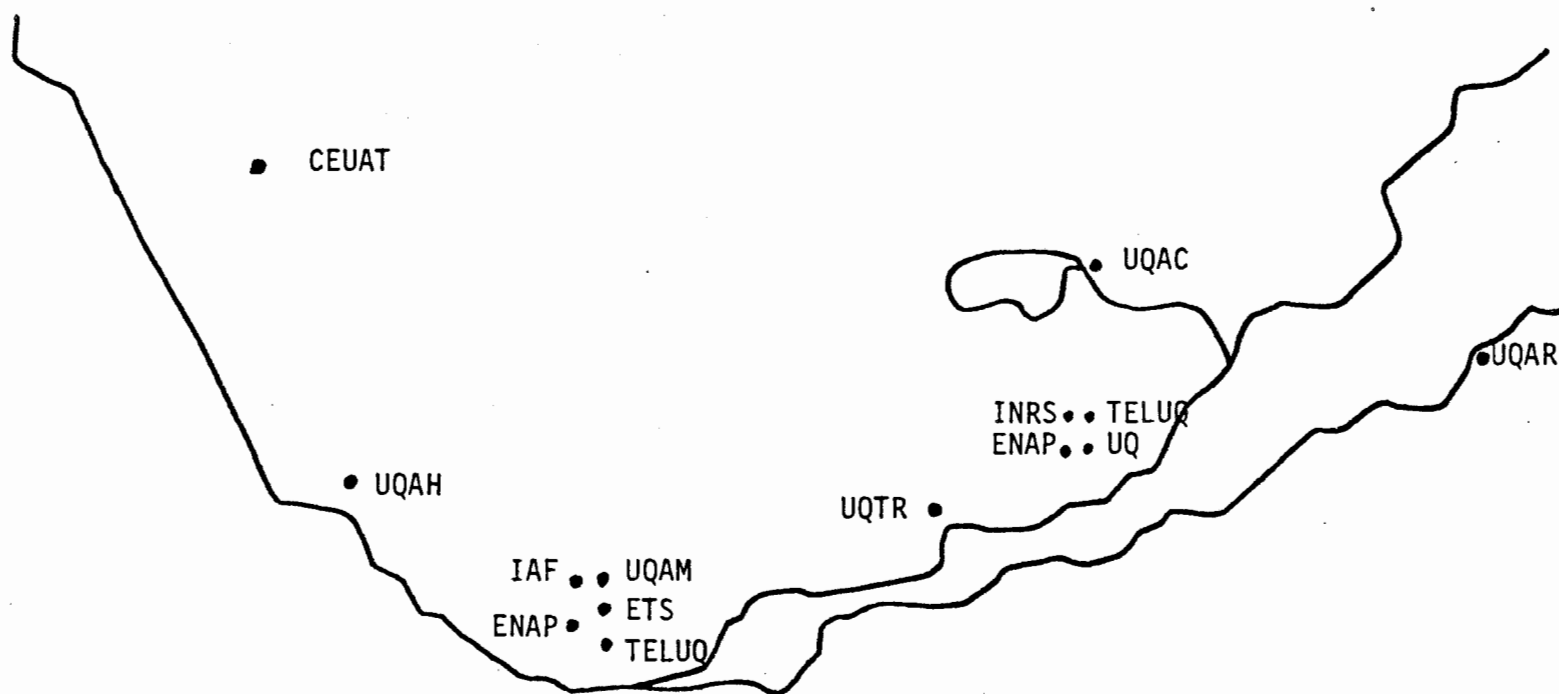 CEUAT
UQAC
UQAR
INRS TELUQ
ENAP UQ
UQAH
UQTR
IAF UQAM
ETS
ENAP
TELUQ